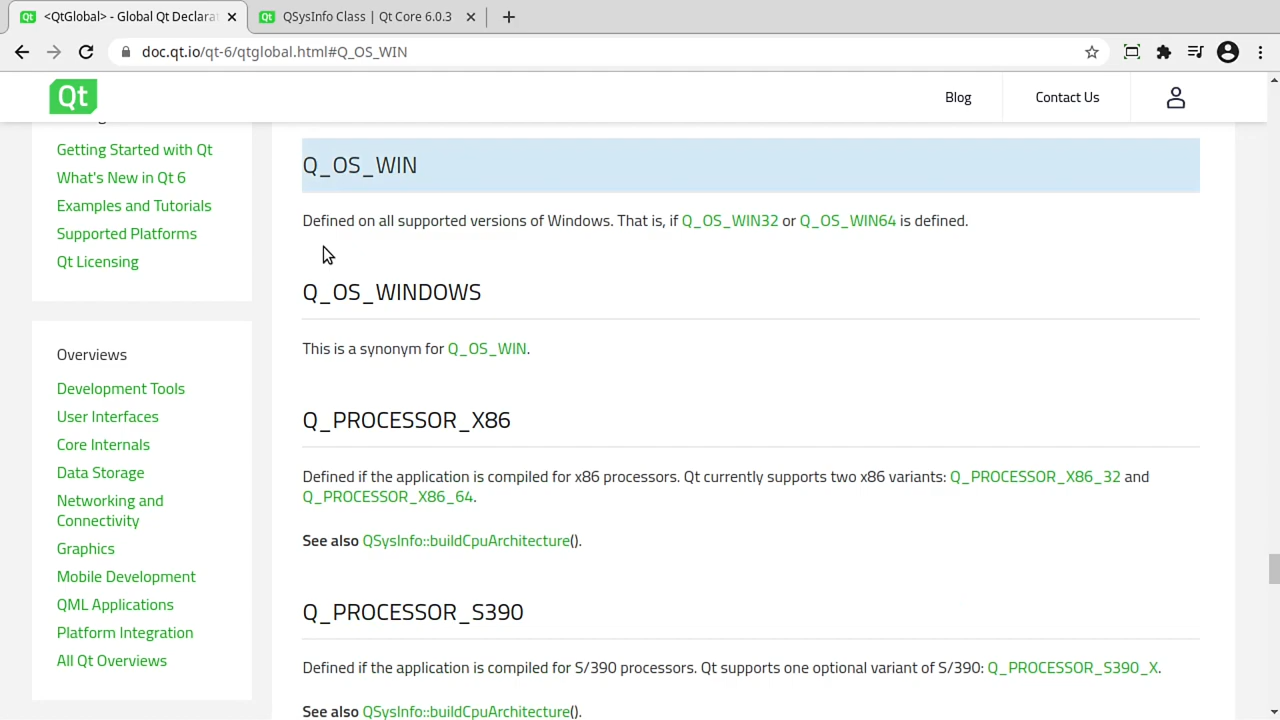 <QtGlobal> - Global Qt Declarat
QSysInfo Class | Qt Core 6.0.3
doc.qt.io/qt-6/qtglobal.html#Q_OS_WIN
Qt
Blog
Contact Us
Getting Started with Qt
What's New in Qt 6
Examples and Tutorials
Supported Platforms
Qt Licensing
Overviews
Development Tools
User Interfaces
Core Internals
Data Storage
Networking and
Connectivity
Graphics
Mobile Development
QML Applications
Platform Integration
All Qt Overviews
Q_OS_WIN
Defined on all supported versions of Windows. That is, if Q_OS_WIN32 or Q_OS_WIN64 is defined.
Q_OS_WINDOWS
This is a synonym for Q_OS_WIN.
Q_PROCESSOR_X86
Defined if the application is compiled for x86 processors. Qt currently supports two x86 variants: Q_PROCESSOR_X86_32 and
Q_PROCESSOR_X86_64.
See also QSysInfo::buildCpuArchitecture().
Q_PROCESSOR_S390
Defined if the application is compiled for S/390 processors. Qt supports one optional variant of S/390: Q_PROCESSOR_S390_X.
See also QSysInfo::buildCpuArchitecture().